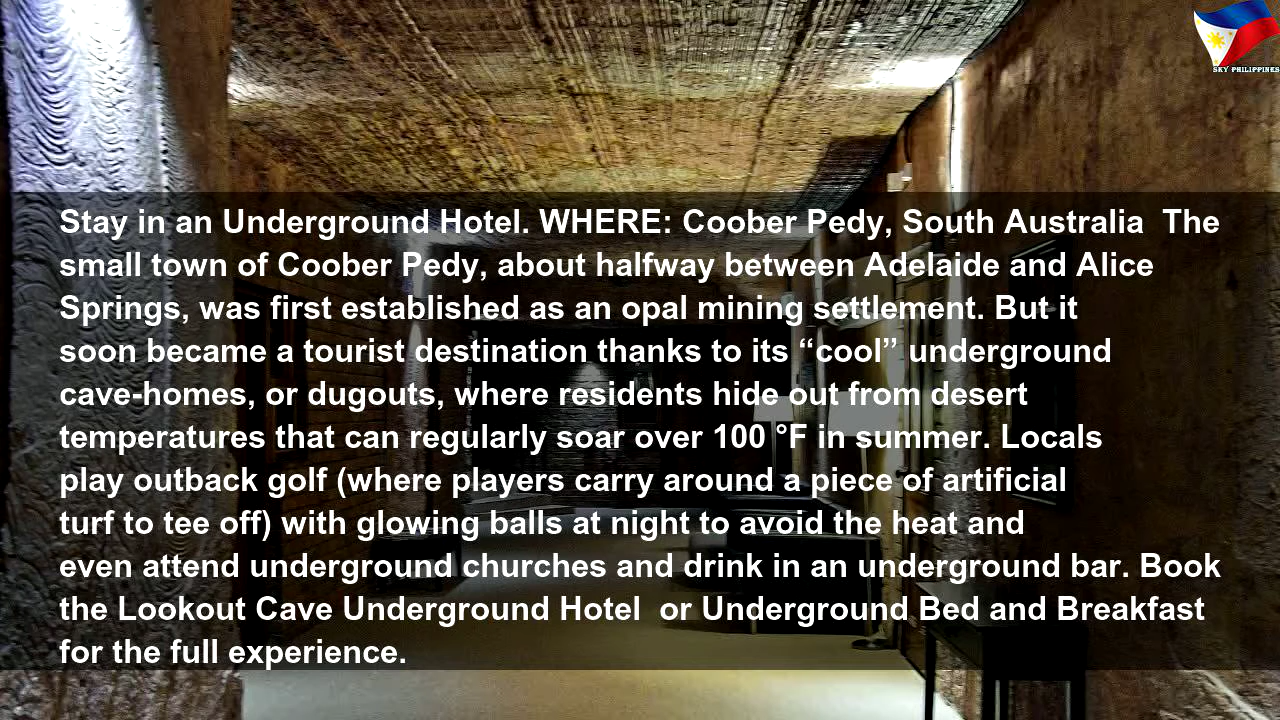 SKY PHILIPPINES
Stay in an Underground Hotel. WHERE: Coober Pedy, South Australia  The
small town of Coober Pedy, about halfway between Adelaide and Alice
Springs, was first established as an opal mining settlement. But it
soon became a tourist destination thanks to its “cool” underground
cave-homes, or dugouts, where residents hide out from desert
temperatures that can regularly soar over 100 °F in summer. Locals
play outback golf (where players carry around a piece of artificial
turf to tee off) with glowing balls at night to avoid the heat and
even attend underground churches and drink in an underground bar. Book
the Lookout Cave Underground Hotel  or Underground Bed and Breakfast
for the full experience.